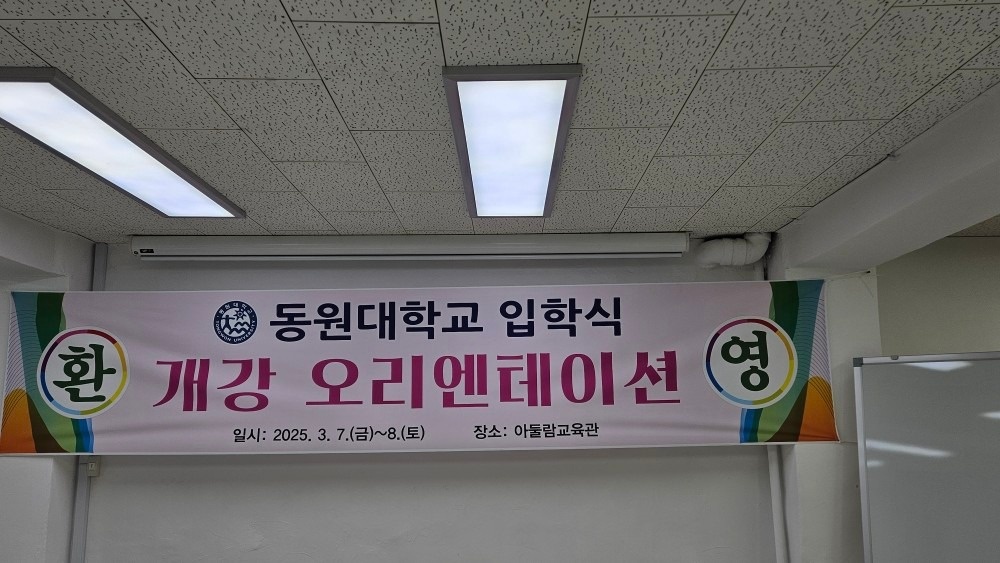 환
동원대학교 입학식
개강 오리엔테이션
일시: 2025. 3. 7.(금)~8.(토) 장소: 아둘람교육관
영